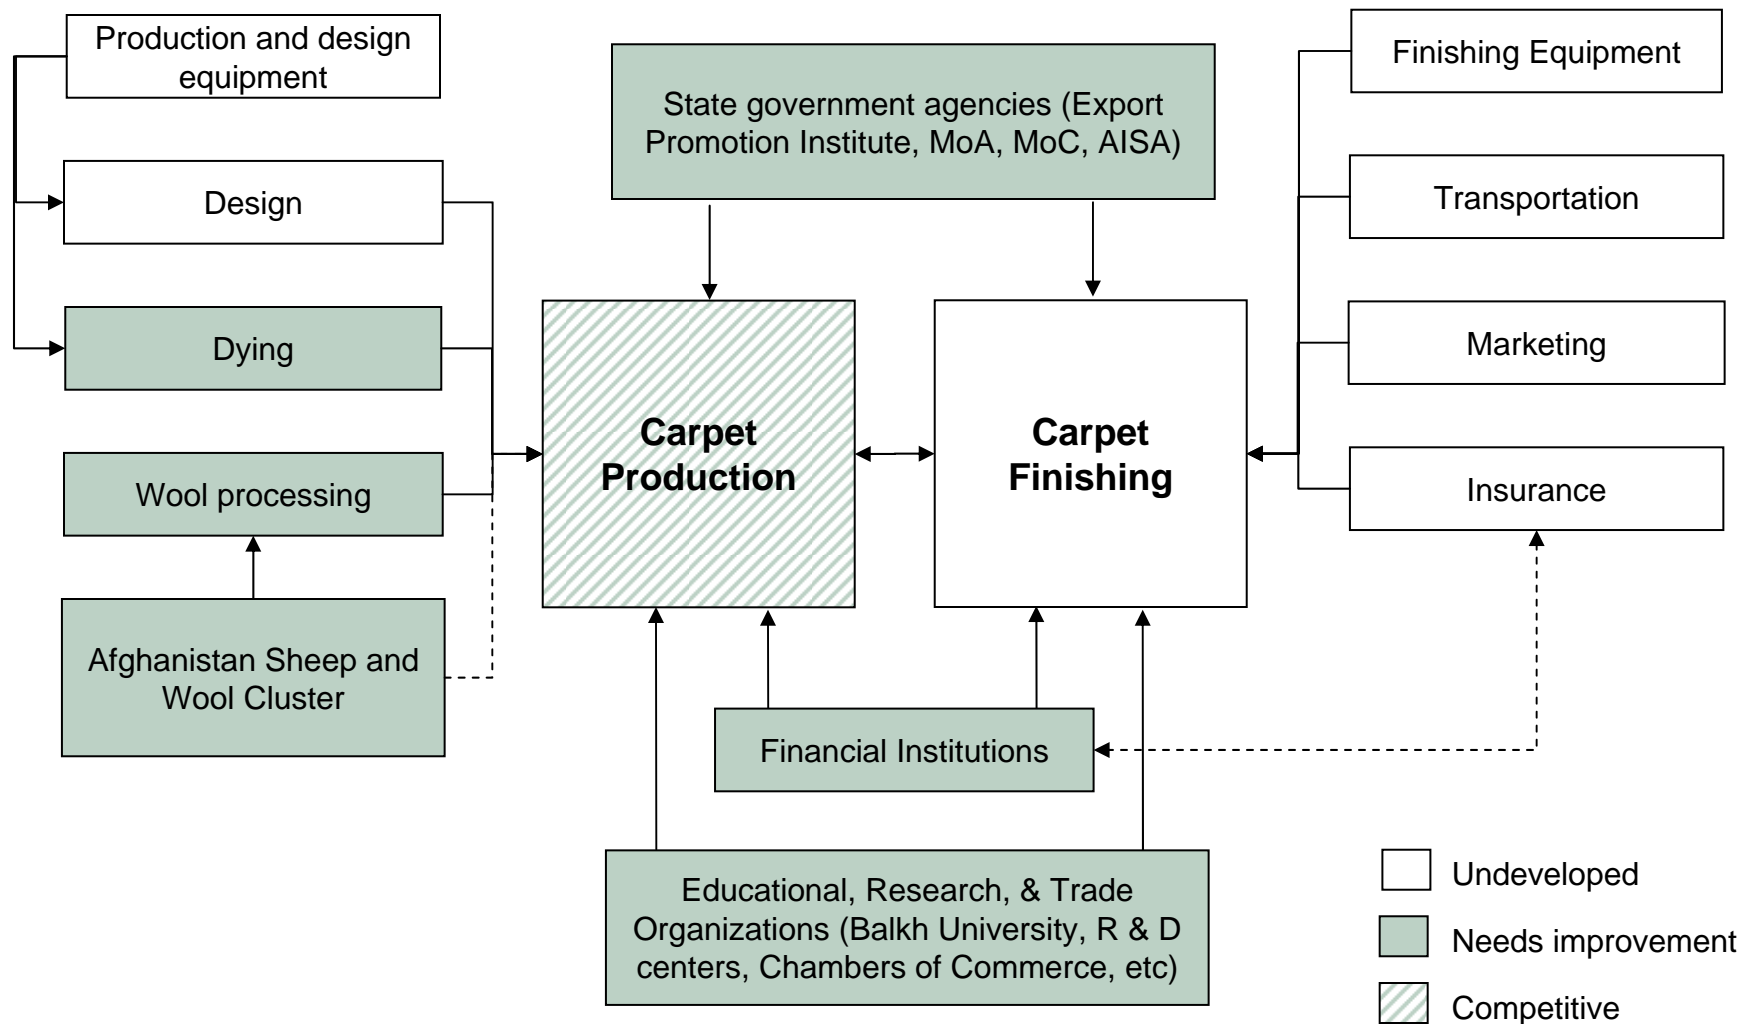 Production and design
equipment
Design
Dying
Wool processing
Afghanistan Sheep and
Wool Cluster
State government agencies (Export
Promotion Institute, MoA, MoC, AISA)
Carpet
Production
Carpet
Finishing
Financial Institutions
Educational, Research, & Trade
Organizations (Balkh University, R & D
centers, Chambers of Commerce, etc)
Finishing Equipment
Transportation
Marketing
Insurance
Undeveloped
Needs improvement
Competitive